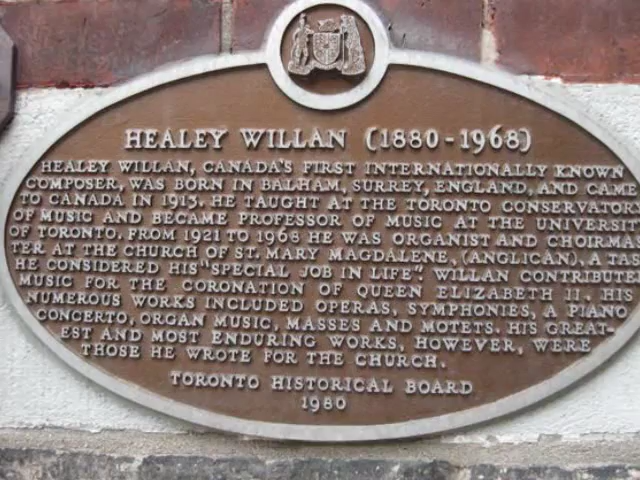 HEALEY WILLAN (1880-1968)
HEALEY WILLAN, CANADA'S FIRST INTERNATIONALLY KNOWN
COMPOSER, WAS BORN IN BALHAM, SURREY, ENGLAND, AND CAME
TO CANADA IN 1913. HE TAUGHT AT THE TORONTO CONSERVATOR
OF MUSIC AND BECAME PROFESSOR OF MUSIC AT THE UNIVERSIT
OF TORONTO. FROM 1921 TO 1968 HE WAS ORGANIST AND CHOIRMA
TER AT THE CHURCH OF ST. MARY MAGDALENE, (ANGLICAN), A TAS
HE CONSIDERED HIS "SPECIAL JOB IN LIFE". WILLAN CONTRIBUTE
MUSIC FOR THE CORONATION OF QUEEN ELIZABETH II. HIS
NUMEROUS WORKS INCLUDED OPERAS, SYMPHONIES, A PIANO
CONCERTO, ORGAN MUSIC, MASSES AND MOTETS. HIS GREAT-
EST AND MOST ENDURING WORKS, HOWEVER, WERE
THOSE HE WROTE FOR THE CHURCH.
TORONTO HISTORICAL BOARD
1980